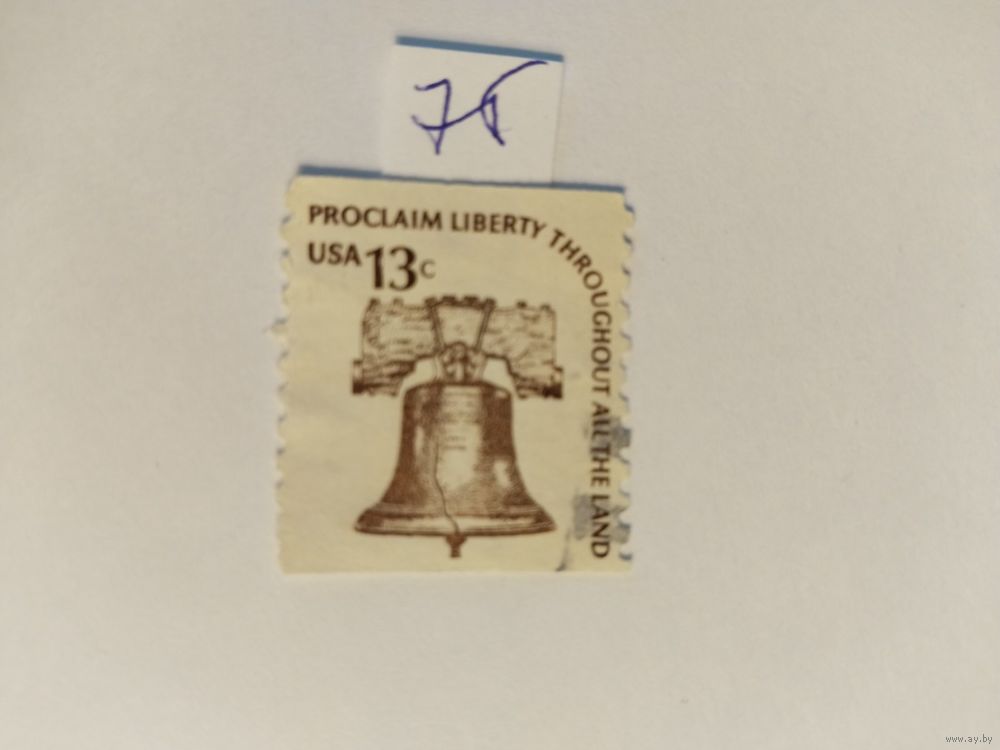 75
PROCLAIM LIBERTY THROUGHOUT ALL THE LAND
USA 13c
www.ay.by